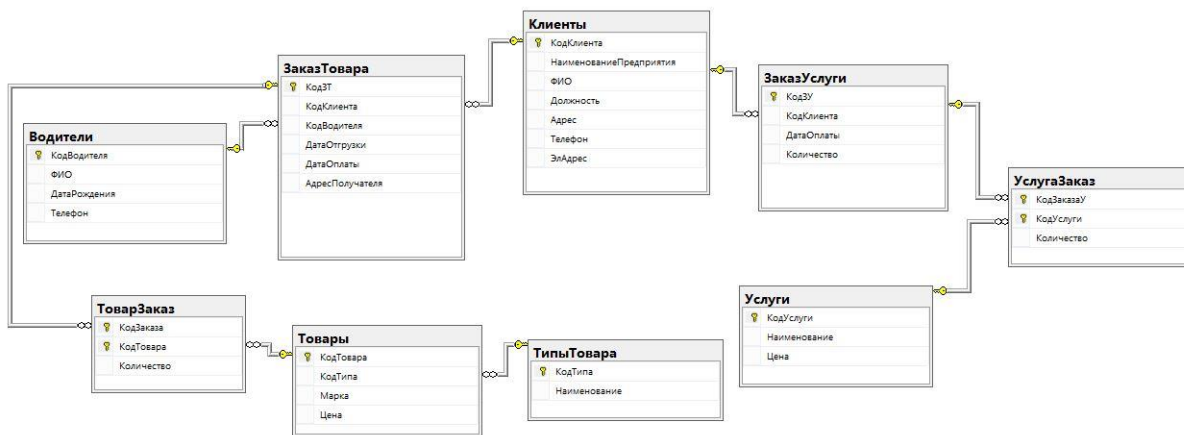 Клиенты
КодКлиента
НаименованиеПредприятия
ФИО
Должность
Адрес
Телефон
ЭлАдрес
ЗаказТовара
КодЗТ
КодКлиента
КодВодителя
ДатаОтгрузки
ДатаОплаты
АдресПолучателя
ЗаказУслуги
КодЗУ
КодКлиента
ДатаОплаты
Количество
Водители
КодВодителя
ФИО
ДатаРождения
Телефон
УслугаЗаказ
КодЗаказаУ
КодУслуги
Количество
ТоварЗаказ
КодЗаказа
КодТовара
Количество
Товары
КодТовара
КодТипа
Марка
Цена
ТипыТовара
КодТипа
Наименование
Услуги
КодУслуги
Наименование
Цена